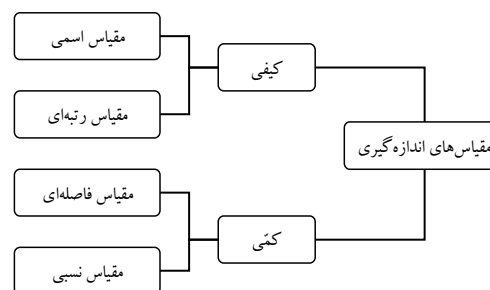 مقیاس‌های اندازه‌گیری
کیفی
مقیاس اسمی
مقیاس رتبه‌ای
کمّی
مقیاس فاصله‌ای
مقیاس نسبی